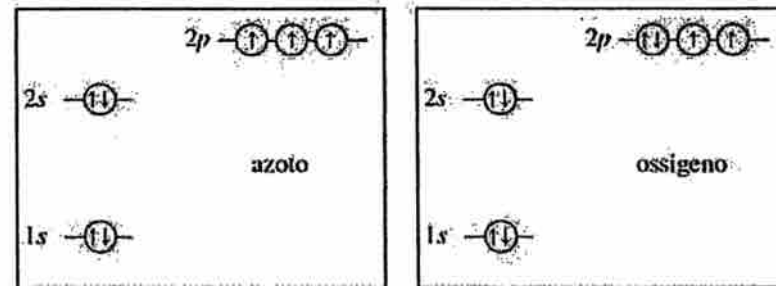 2p ↑ ↑ ↑
2s ↑↓
azoto
1s ↑↓
2p ↑↓ ↑ ↑
2s ↑↓
ossigeno
1s ↑↓